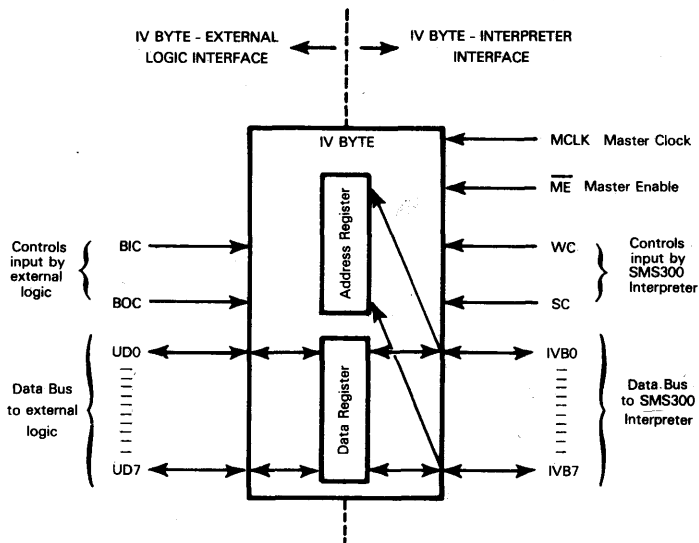 IV BYTE - EXTERNAL
LOGIC INTERFACE
IV BYTE - INTERPRETER
INTERFACE
IV BYTE
MCLK Master Clock
ME Master Enable
Address Register
Controls
input by
external
logic
BIC
BOC
WC
SC
Controls
input by
SMS300
Interpreter
UD0
UD7
Data Bus
to external
logic
Data Register
IVB0
IVB7
Data Bus
to SMS300
Interpreter